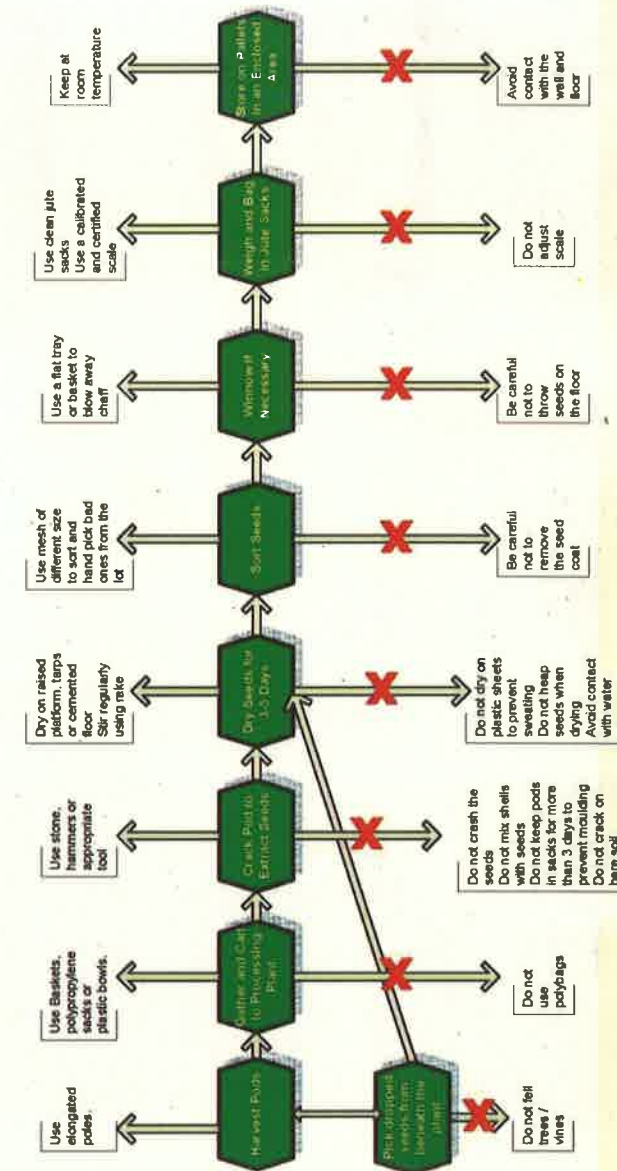 Use
elongated
poles.
Use Baskets,
polypropylene
sacks or
plastic bowls.
Use stone,
hammers or
appropriate
tool
Dry on raised
platform, tarps
or cemented
floor
Stir regularly
using rake
Use mesh of
different size
to sort and
hand pick bad
ones from the
lot
Use a flat tray
or basket to
blow away
chaff
Use clean jute
sacks
Use a calibrated
and certified
scale
Keep at
room
temperature
Harvest Pods
Gather and Cart
to Processing
Plant
Crack Pod to
Extract Seeds
Dry Seeds for
3-5 Days
Sort Seeds
Winnow if
Necessary
Weigh and Bag
in Jute Sacks
Store on Pallets
in an Enclosed
Area
Pick dropped
seeds from
beneath the
plant
X
X
X
X
X
X
X
X
Do not fell
trees /
vines
Do not
use
polybags
Do not crash the
seeds
Do not mix shells
with seeds
Do not keep pods
in sacks for more
than 3 days to
prevent moulding
Do not crack on
bare soil
Do not dry on
plastic sheets
to prevent
sweating
Do not heap
seeds when
drying
Avoid contact
with water
Be careful
not to
remove
the seed
coat
Be careful
not to
throw
seeds on
the floor
Do not
adjust
scale
Avoid
contact
with the
wall and
floor